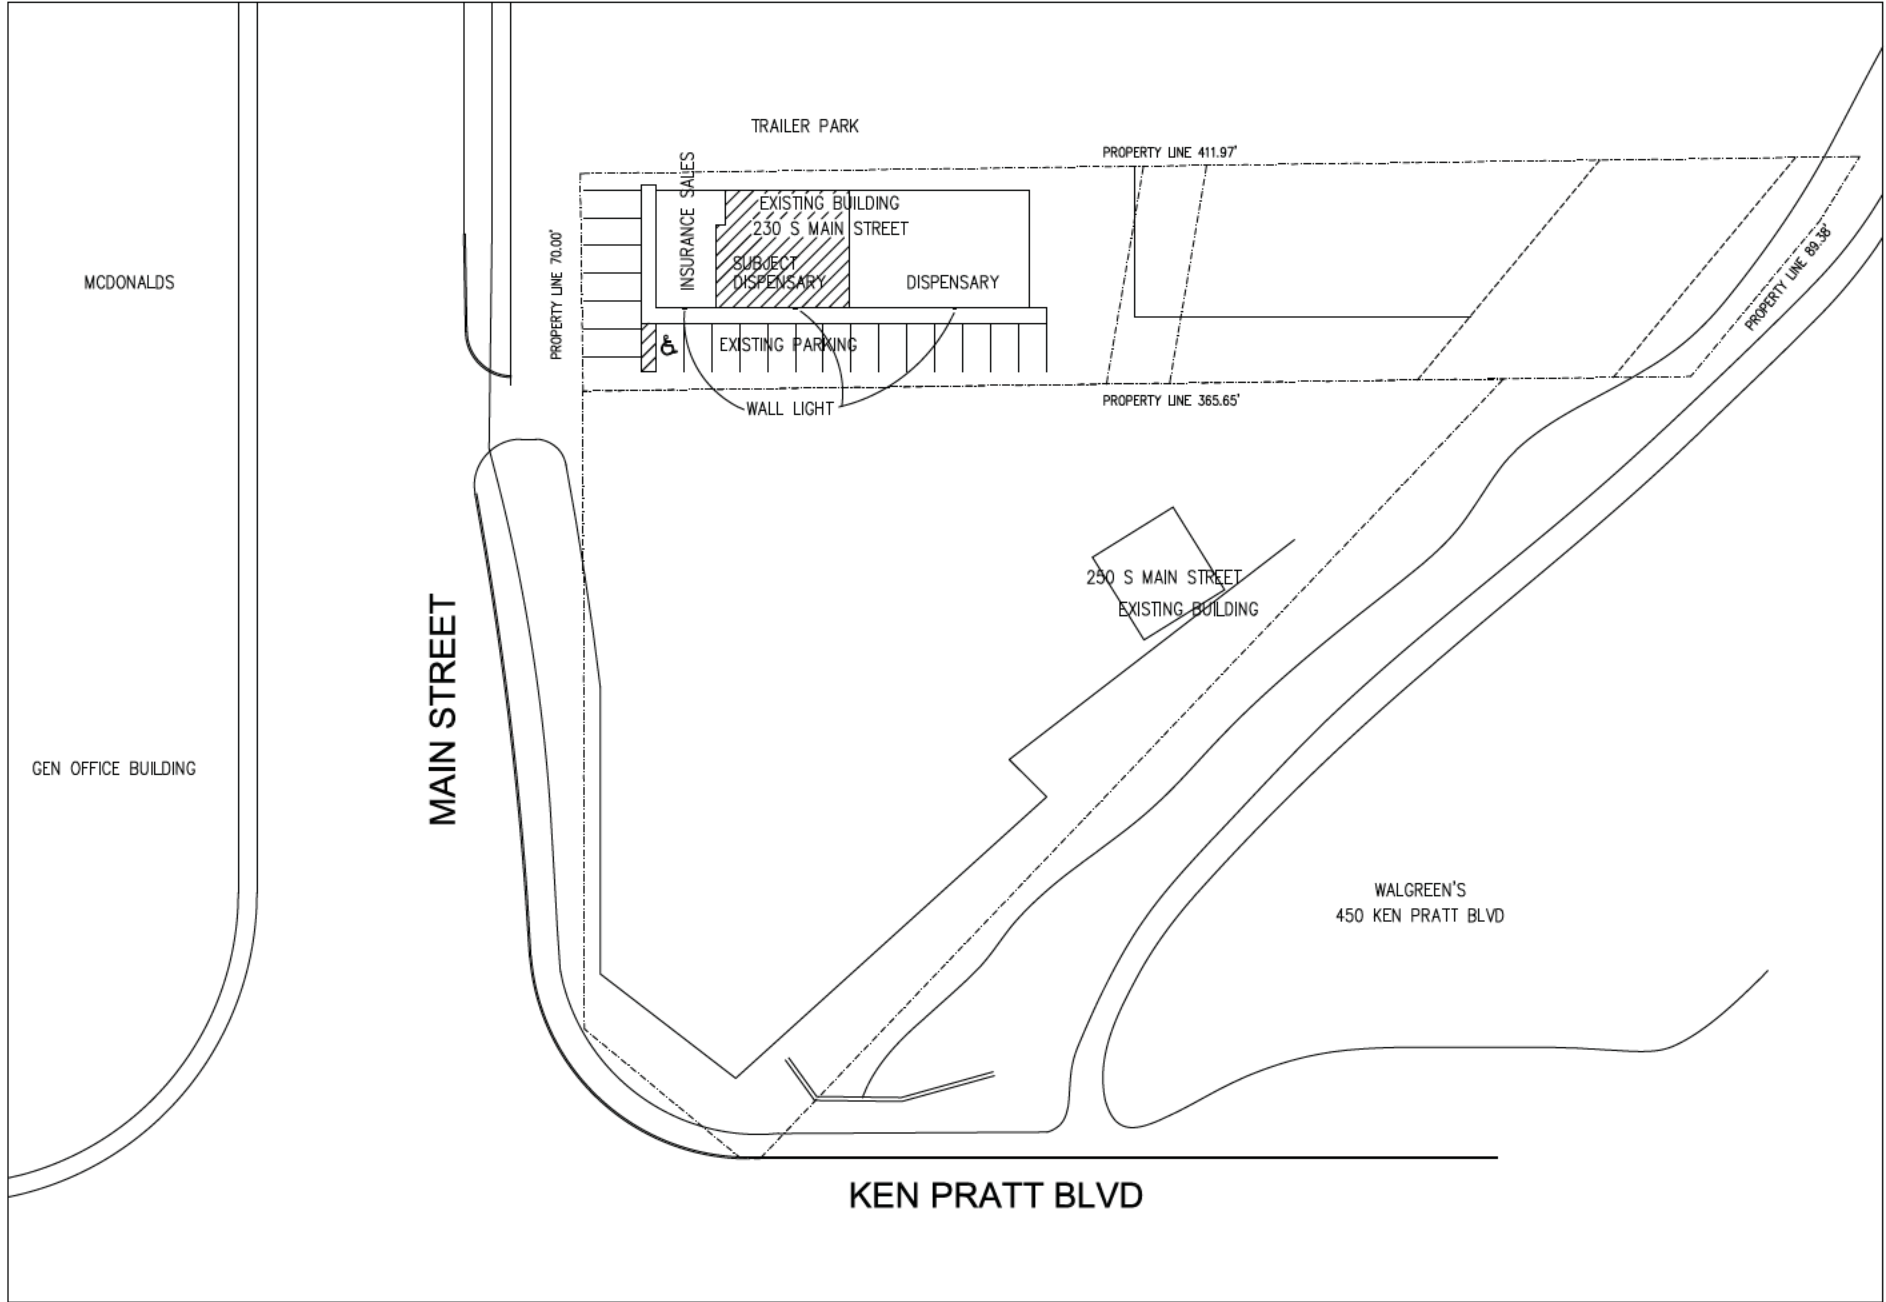 TRAILER PARK
PROPERTY LINE 411.97'
INSURANCE SALES
EXISTING BUILDING
230 S MAIN STREET
PROPERTY LINE 70.00'
SUBJECT
DISPENSARY
DISPENSARY
MCDONALDS
PROPERTY LINE 89.38'
EXISTING PARKING
WALL LIGHT
PROPERTY LINE 365.65'
250 S MAIN STREET
EXISTING BUILDING
MAIN STREET
GEN OFFICE BUILDING
WALGREEN'S
450 KEN PRATT BLVD
KEN PRATT BLVD